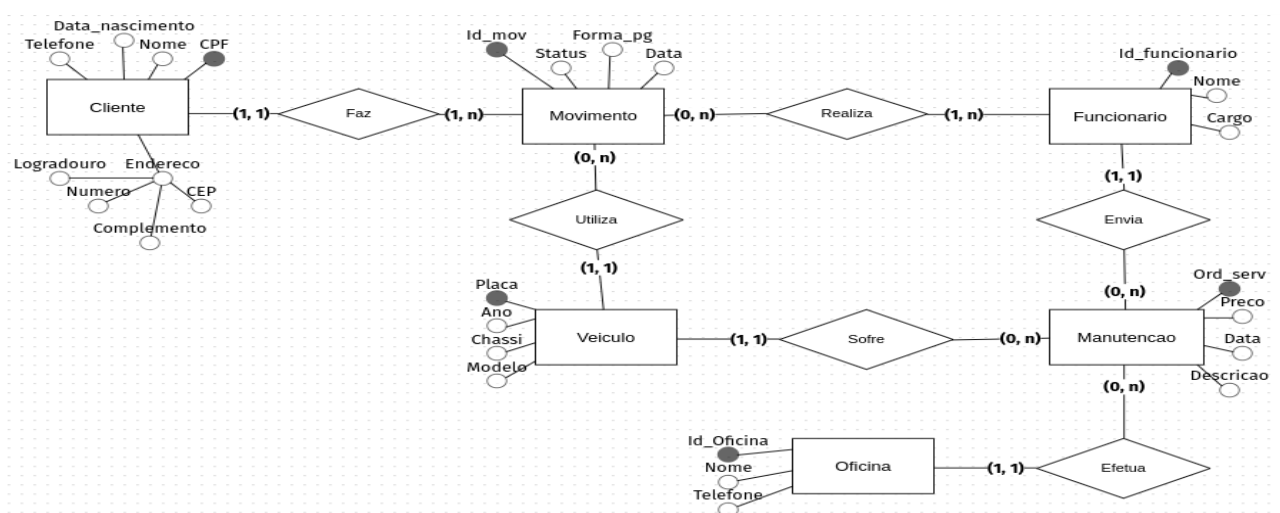 Data_nascimento
Telefone
Nome
CPF
Cliente
(1, 1)
Faz
(1, n)
Logradouro
Endereco
Numero
CEP
Complemento
Id_mov
Forma_pg
Status
Data
Movimento
(0, n)
Realiza
(1, n)
Id_funcionario
Nome
Cargo
Funcionario
(0, n)
Utiliza
(1, 1)
(1, 1)
Envia
(0, n)
Placa
Ano
Chassi
Modelo
Veiculo
(1, 1)
Sofre
(0, n)
Ord_serv
Preco
Data
Descricao
Manutencao
(0, n)
Id_Oficina
Nome
Telefone
Oficina
(1, 1)
Efetua